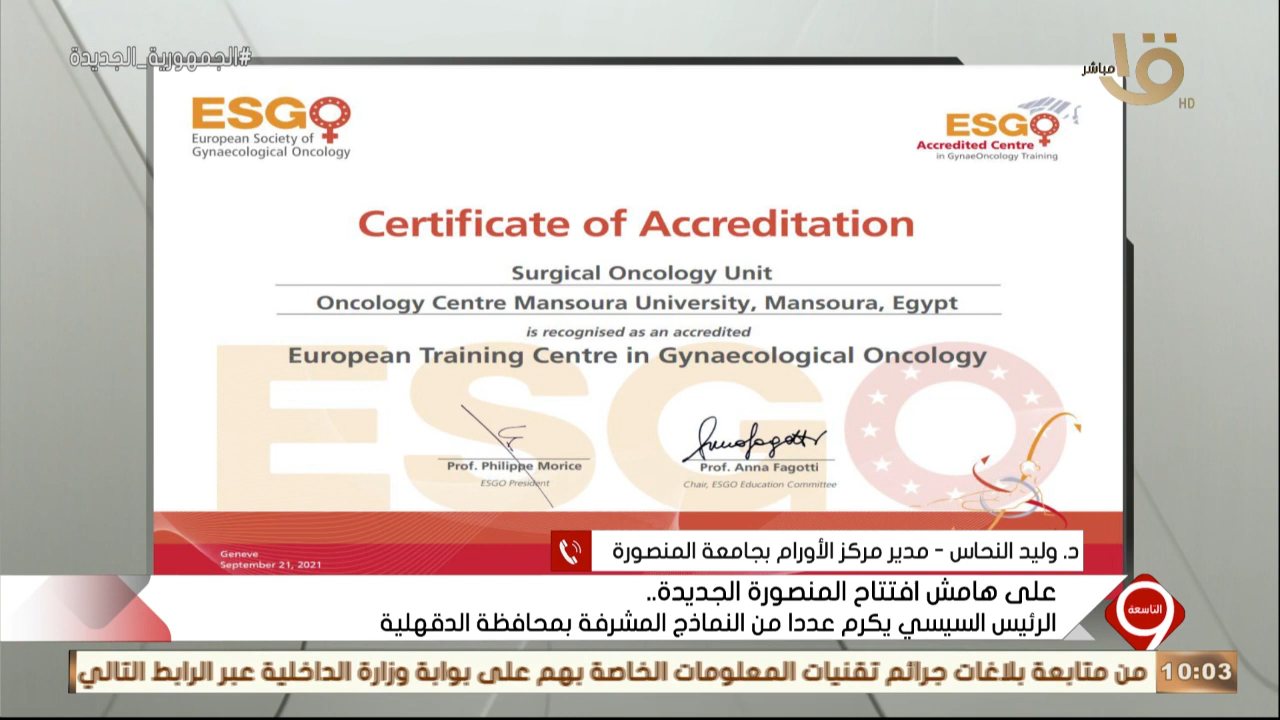 #الجمهورية_الجديدة
مباشر
HD
ESGO
European Society of
Gynaecological Oncology
ESGO
Accredited Centre
in GynaeOncology Training
Certificate of Accreditation
Surgical Oncology Unit
Oncology Centre Mansoura University, Mansoura, Egypt
is recognised as an accredited
European Training Centre in Gynaecological Oncology
ESGO
Prof. Philippe Morice
ESGO President
Prof. Anna Fagotti
Chair, ESGO Education Committee
Geneve
September 21, 2021
د. وليد النحاس - مدير مركز الأورام بجامعة المنصورة
على هامش افتتاح المنصورة الجديدة..
الرئيس السيسي يكرم عددا من النماذج المشرفة بمحافظة الدقهلية
التاسعة
9
10:03
من متابعة بلاغات جرائم تقنيات المعلومات الخاصة بهم على بوابة وزارة الداخلية عبر الرابط التالي